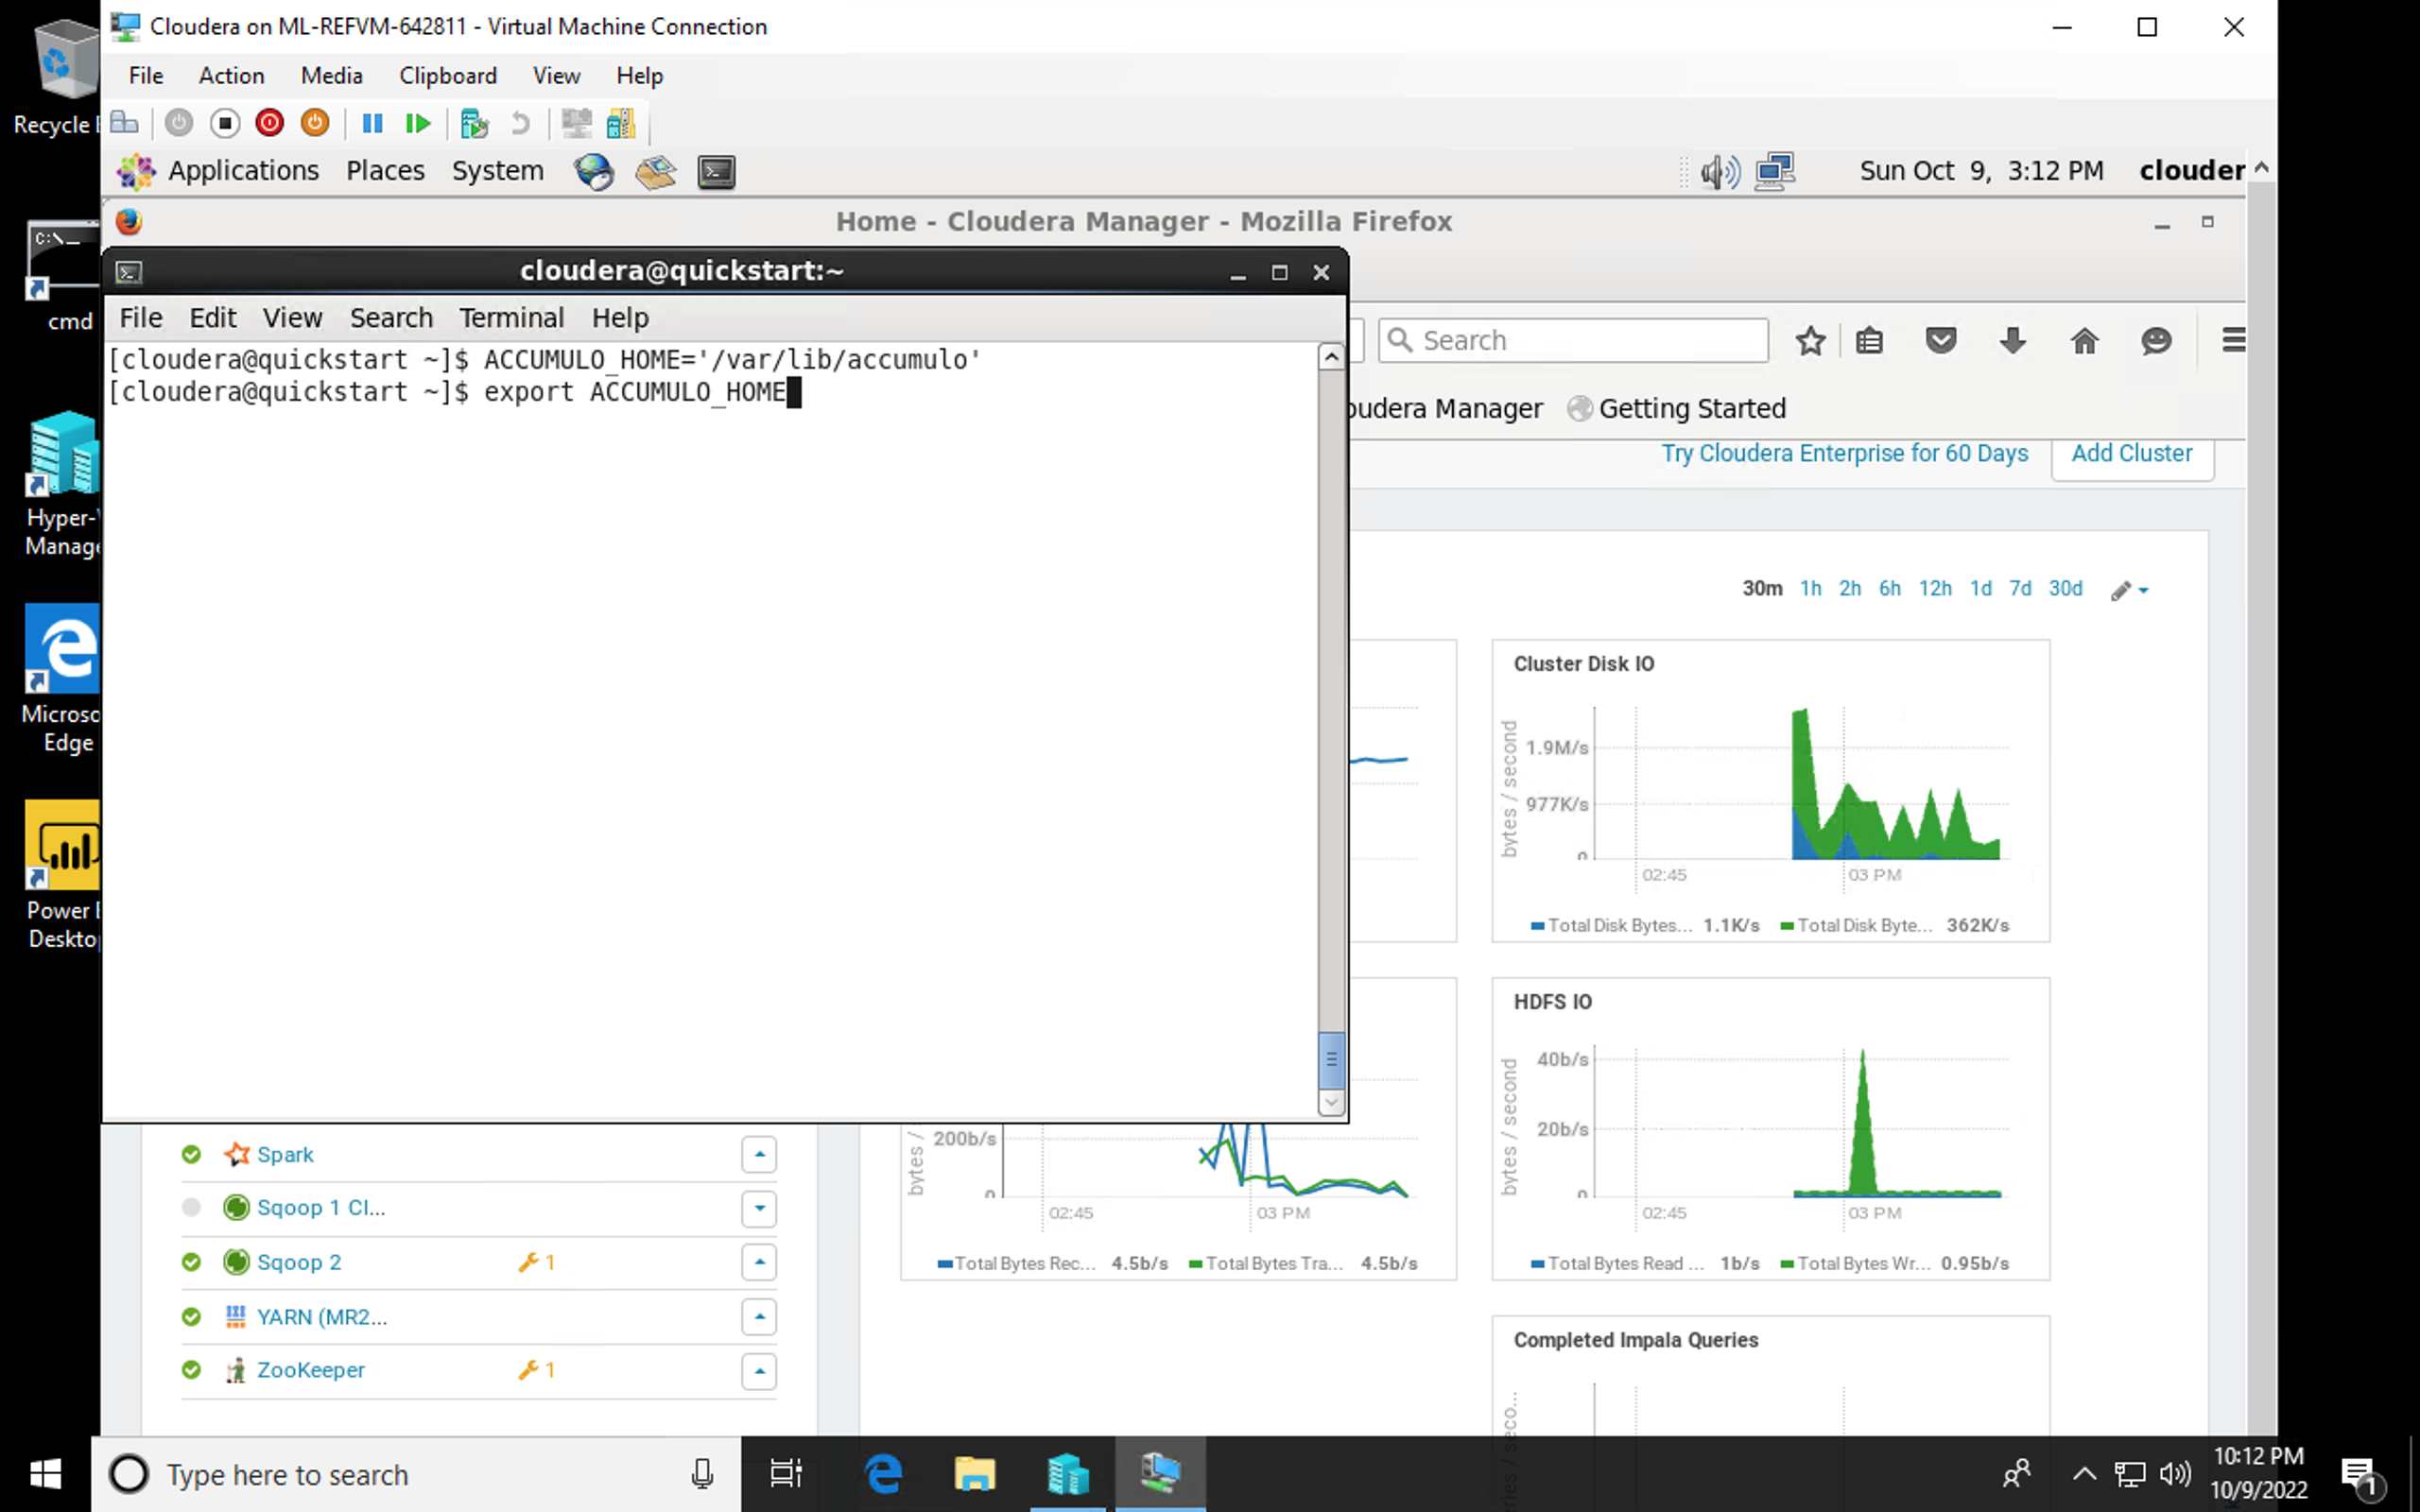 Cloudera on ML-REFVM-642811 - Virtual Machine Connection
File Action Media Clipboard View Help
Recycle
Applications Places System
Sun Oct 9, 3:12 PM clouder
Home - Cloudera Manager - Mozilla Firefox
cloudera@quickstart:~
File Edit View Search Terminal Help
[cloudera@quickstart ~]$ ACCUMULO_HOME='/var/lib/accumulo'
[cloudera@quickstart ~]$ export ACCUMULO_HOME
Search
oudera Manager Getting Started
Try Cloudera Enterprise for 60 Days Add Cluster
cmd
Hyper-
Manage
Microso
Edge
Power
Deskto
30m 1h 2h 6h 12h 1d 7d 30d
Cluster Disk IO
bytes / second
1.9M/s
977K/s
0
02:45 03 PM
Total Disk Bytes... 1.1K/s Total Disk Byte... 362K/s
HDFS IO
bytes / second
40b/s
20b/s
0
02:45 03 PM
Total Bytes Read ... 1b/s Total Bytes Wr... 0.95b/s
bytes /
200b/s
0
02:45 03 PM
Total Bytes Rec... 4.5b/s Total Bytes Tra... 4.5b/s
Completed Impala Queries
Spark
Sqoop 1 Cl...
Sqoop 2 1
YARN (MR2...
ZooKeeper 1
Type here to search
10:12 PM
10/9/2022
1